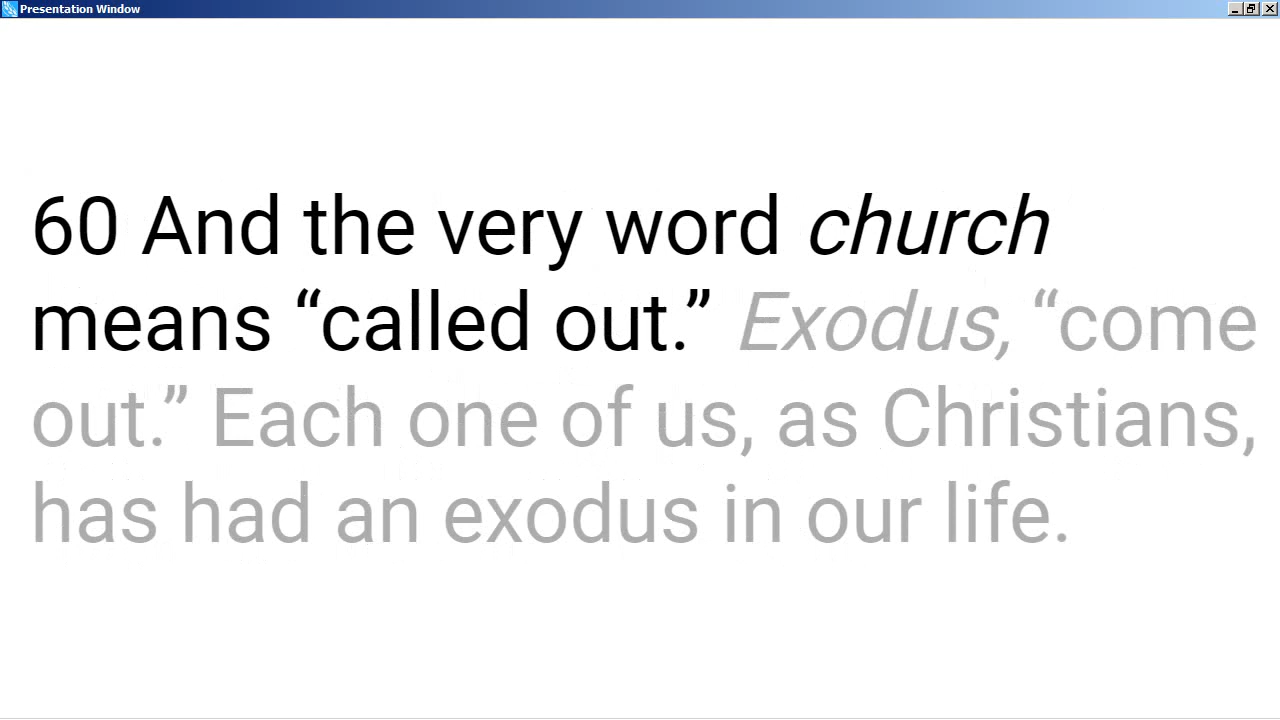 Presentation Window
60 And the very word church
means “called out.” Exodus, “come
out.” Each one of us, as Christians,
has had an exodus in our life.